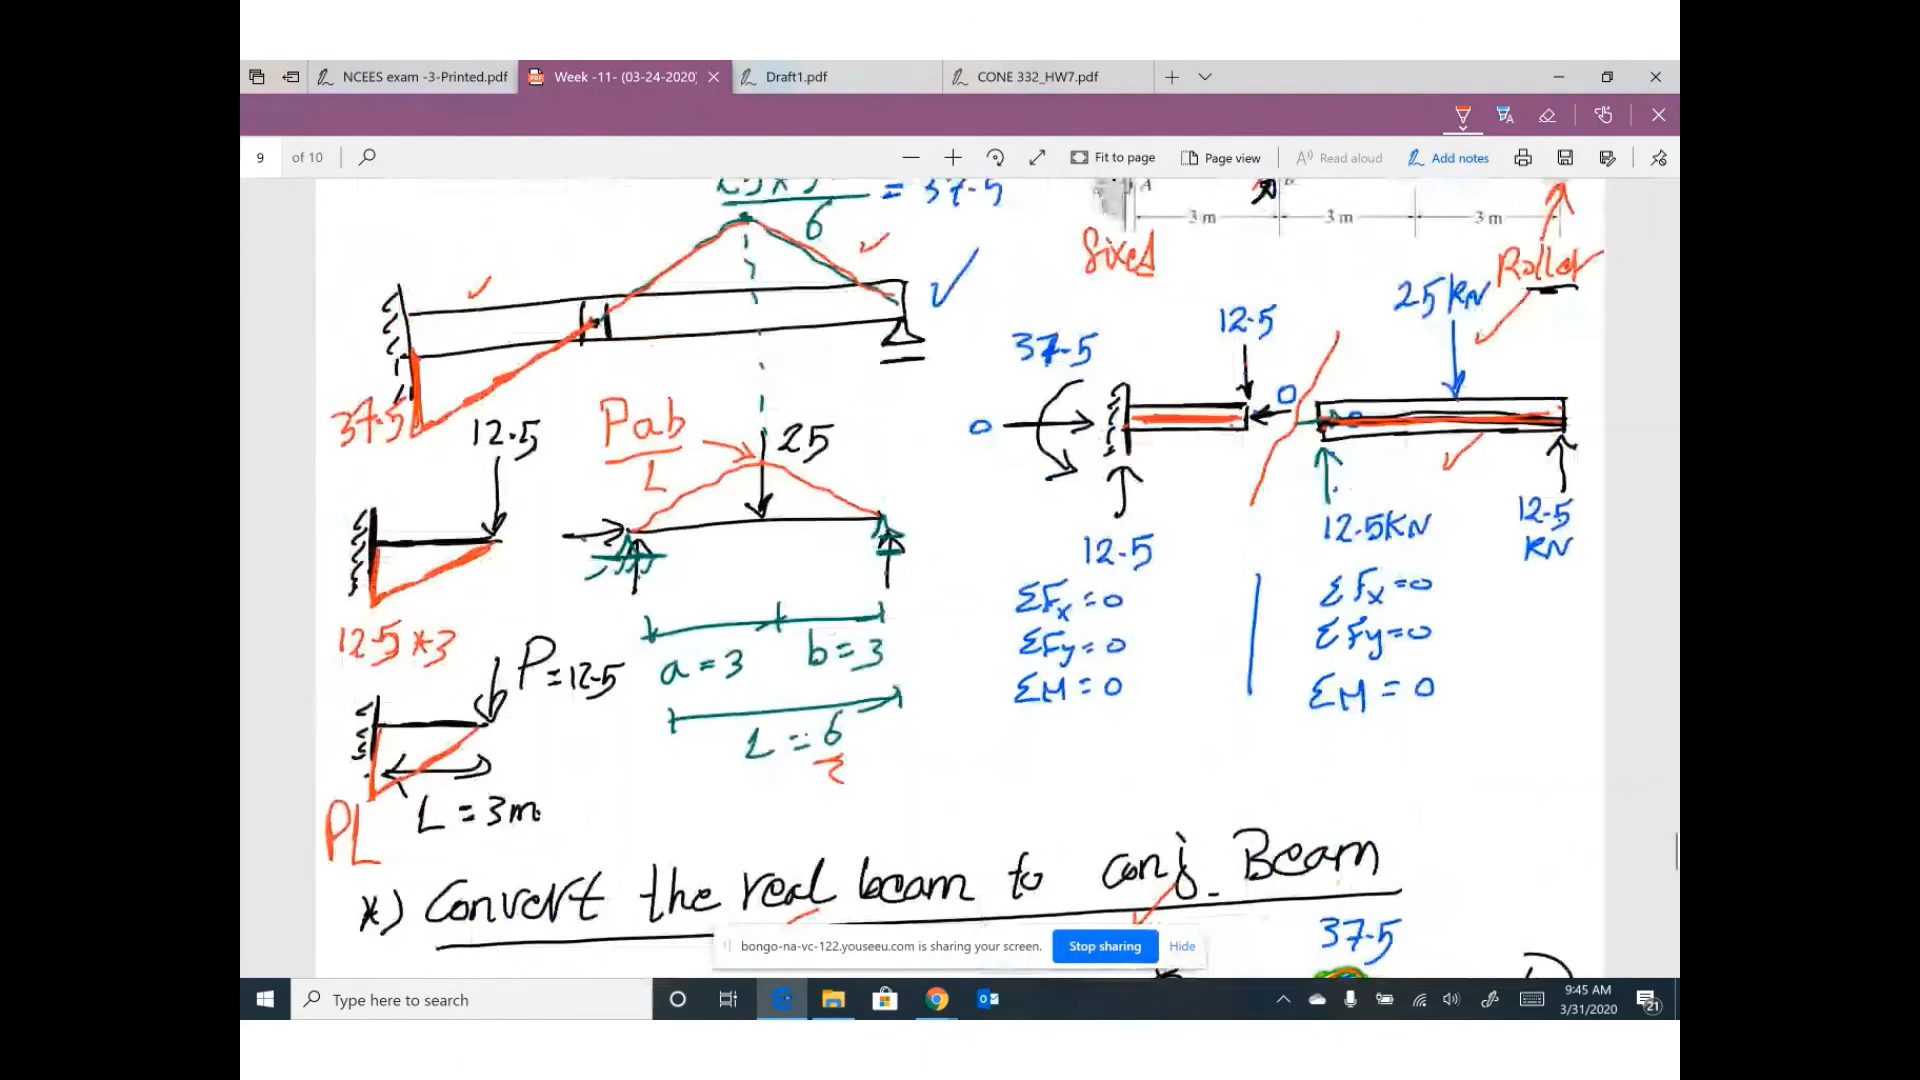 NCEES exam -3-Printed.pdf
Week -11- (03-24-2020)
Draft1.pdf
CONE 332_HW7.pdf
9 of 10
Fit to page
Page view
Read aloud
Add notes
6
= 37.5
A
3 m
3 m
3 m
fixed
Roller
25 KN
12.5
37.5
0
0
37.5
12.5
Pab
L
25
12.5KN
12.5
KN
12.5
12.5*3
ΣFx=0
ΣFy=0
ΣM=0
ΣFx=0
ΣFy=0
ΣM=0
a=3
b=3
P=12.5
L=6
PL
L=3m
*) Convert the real beam to conj. Beam
37.5
bongo-na-vc-122.youseeu.com is sharing your screen.
Stop sharing
Hide
Type here to search
9:45 AM
3/31/2020
21